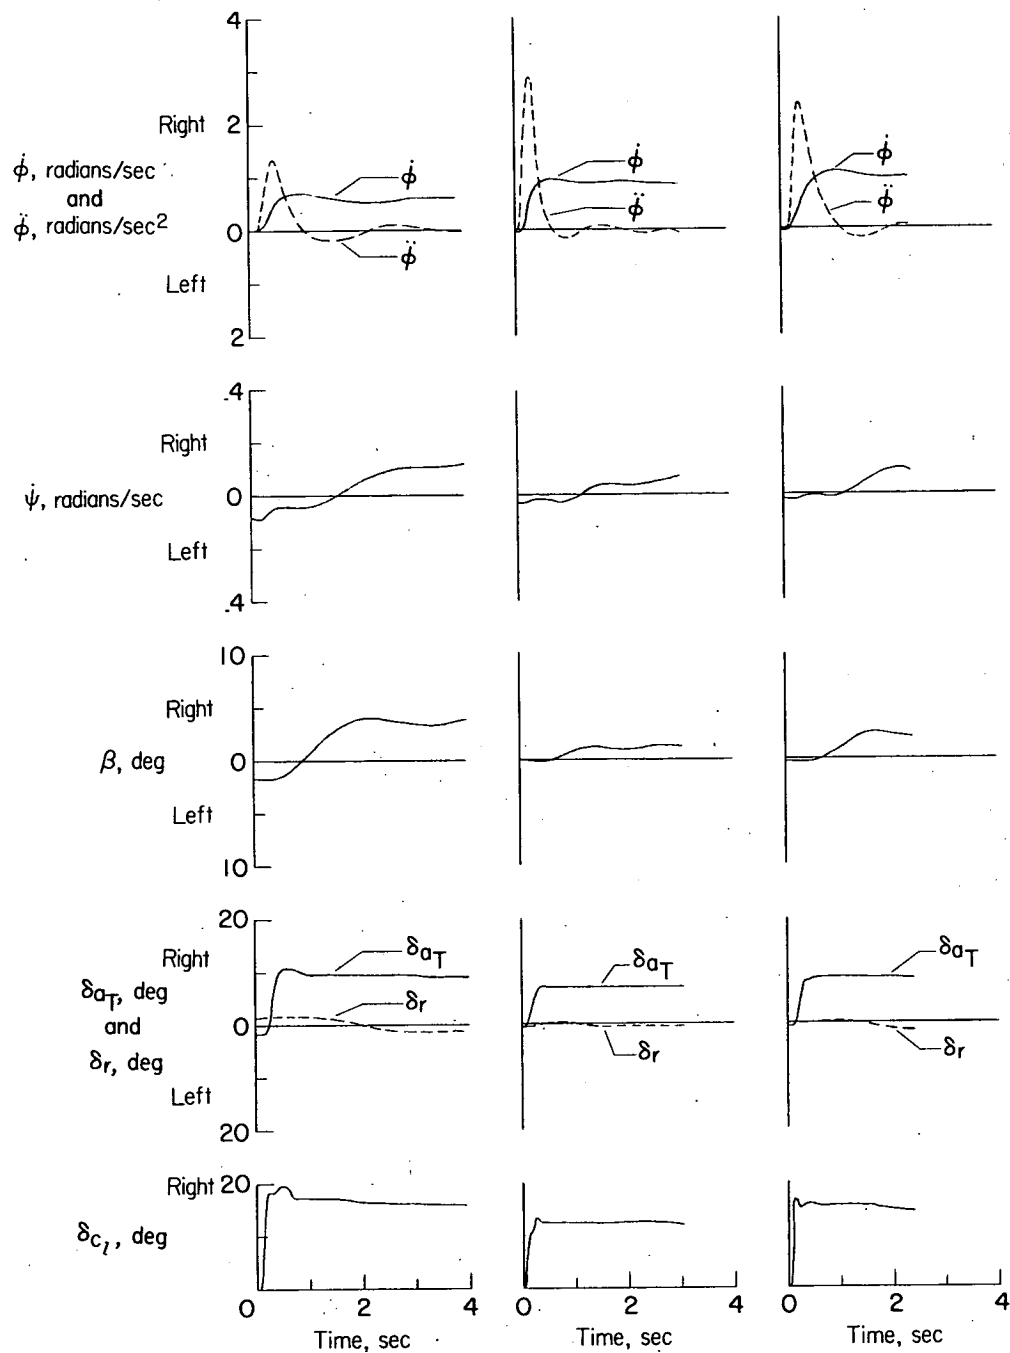 4
Right
2
φ̇, radians/sec
and
φ̈, radians/sec2
0
Left
2
φ̇
φ̈
φ̇
φ̈
φ̇
φ̈
.4
Right
ψ̇, radians/sec
0
Left
.4
10
Right
β, deg
0
Left
10
20
Right
δaT, deg
and
δr, deg
0
Left
20
δaT
δr
δaT
δr
δaT
δr
Right 20
δcl, deg
0 2 4
Time, sec
0 2 4
Time, sec
0 2 4
Time, sec